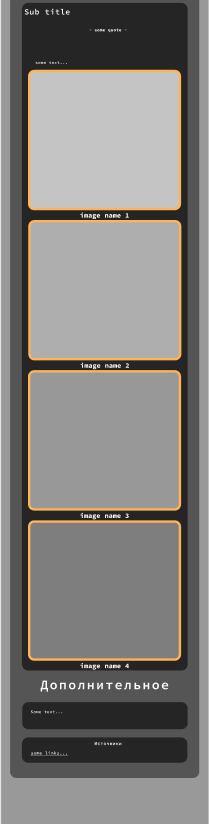 Sub title
- some quote -
some text...
image name 1
image name 2
image name 3
image name 4
Дополнительное
Some text...
Источники
some links...